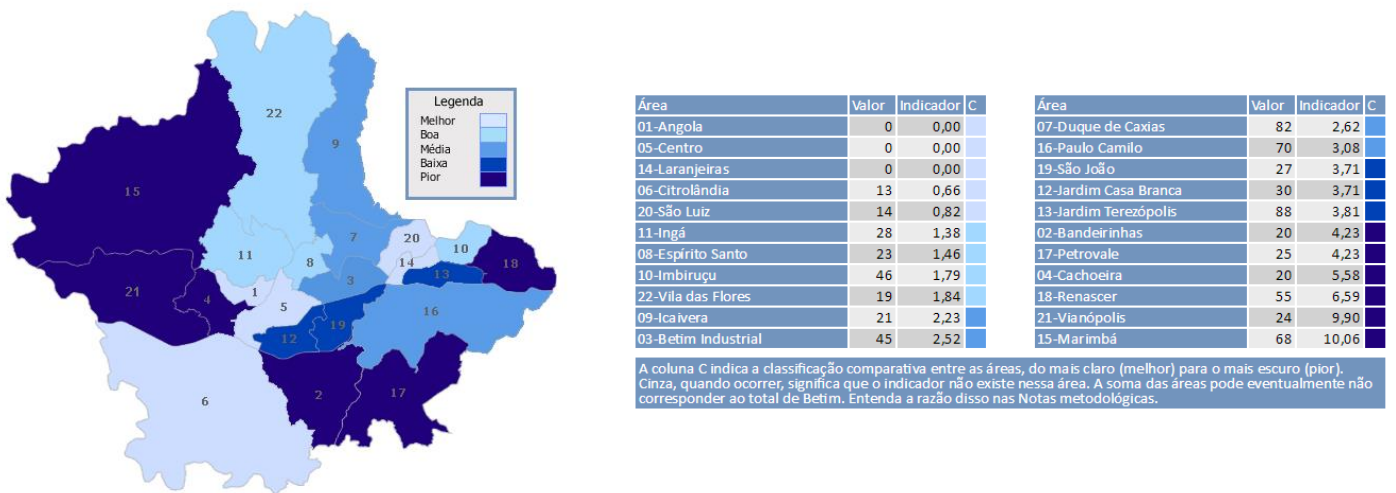 22
9
15
7
20
10
11
8
14
18
13
3
21
4
1
5
16
19
12
6
2
17
Legenda
Melhor
Boa
Média
Baixa
Pior
Área Valor Indicador C
01-Angola 0 0,00
05-Centro 0 0,00
14-Laranjeiras 0 0,00
06-Citrolândia 13 0,66
20-São Luiz 14 0,82
11-Ingá 28 1,38
08-Espírito Santo 23 1,46
10-Imbiruçu 46 1,79
22-Vila das Flores 19 1,84
09-Icaivera 21 2,23
03-Betim Industrial 45 2,52
Área Valor Indicador C
07-Duque de Caxias 82 2,62
16-Paulo Camilo 70 3,08
19-São João 27 3,71
12-Jardim Casa Branca 30 3,71
13-Jardim Terezópolis 88 3,81
02-Bandeirinhas 20 4,23
17-Petrovale 25 4,23
04-Cachoeira 20 5,58
18-Renascer 55 6,59
21-Vianópolis 24 9,90
15-Marimbá 68 10,06
A coluna C indica a classificação comparativa entre as áreas, do mais claro (melhor) para o mais escuro (pior).
Cinza, quando ocorrer, significa que o indicador não existe nessa área. A soma das áreas pode eventualmente não
corresponder ao total de Betim. Entenda a razão disso nas Notas metodológicas.